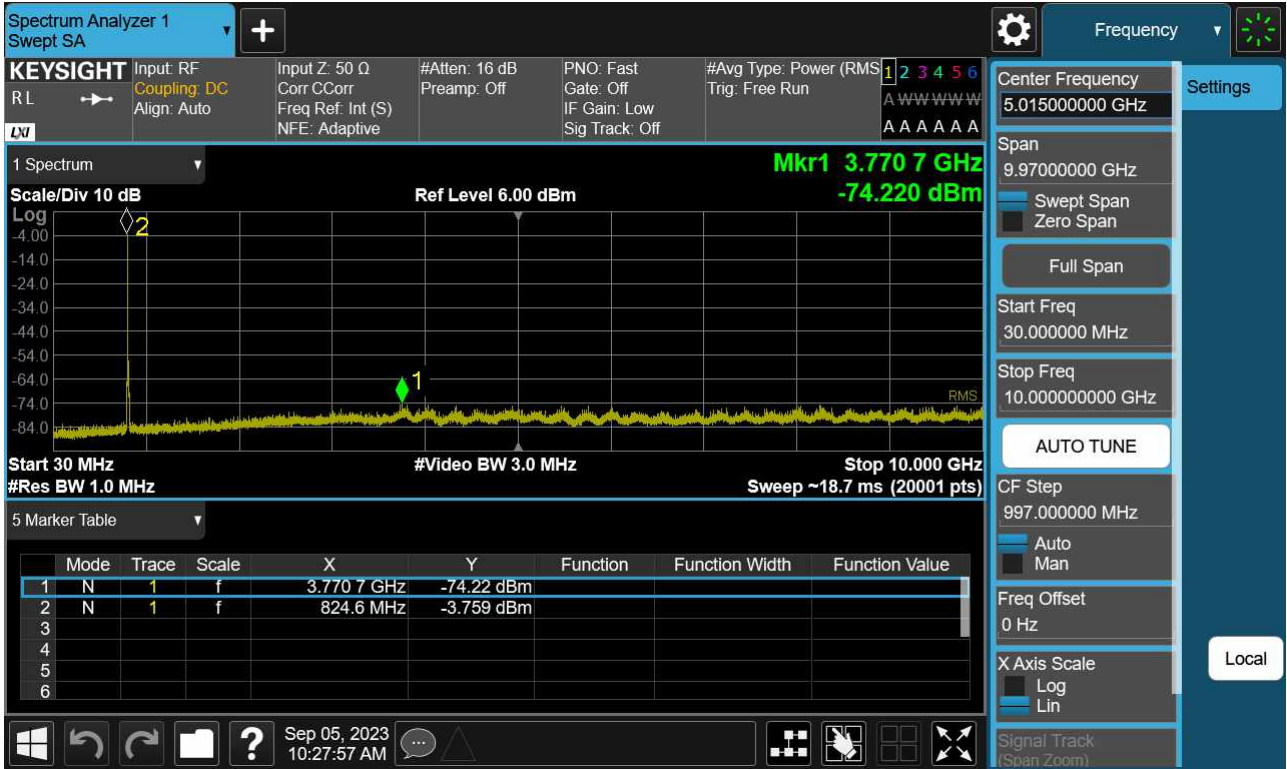 Spectrum Analyzer 1
Swept SA
+
Frequency
KEYSIGHT
R L
LXI
Input: RF
Coupling: DC
Align: Auto
Input Z: 50 Ω
Corr CCorr
Freq Ref: Int (S)
NFE: Adaptive
#Atten: 16 dB
Preamp: Off
PNO: Fast
Gate: Off
IF Gain: Low
Sig Track: Off
#Avg Type: Power (RMS
Trig: Free Run
1 2 3 4 5 6
A W W W W W
A A A A A A
1 Spectrum
Mkr1 3.770 7 GHz
-74.220 dBm
Scale/Div 10 dB
Ref Level 6.00 dBm
Log
-4.00
-14.0
-24.0
-34.0
-44.0
-54.0
-64.0
-74.0
-84.0
2
1
RMS
Start 30 MHz
#Video BW 3.0 MHz
Stop 10.000 GHz
#Res BW 1.0 MHz
Sweep ~18.7 ms (20001 pts)
5 Marker Table
Mode Trace Scale X Y Function Function Width Function Value
1 N 1 f 3.770 7 GHz -74.22 dBm
2 N 1 f 824.6 MHz -3.759 dBm
3
4
5
6
Center Frequency
5.015000000 GHz
Span
9.97000000 GHz
Swept Span
Zero Span
Full Span
Start Freq
30.000000 MHz
Stop Freq
10.000000000 GHz
AUTO TUNE
CF Step
997.000000 MHz
Auto
Man
Freq Offset
0 Hz
X Axis Scale
Log
Lin
Signal Track
(Span Zoom)
Settings
Local
?
Sep 05, 2023
10:27:57 AM